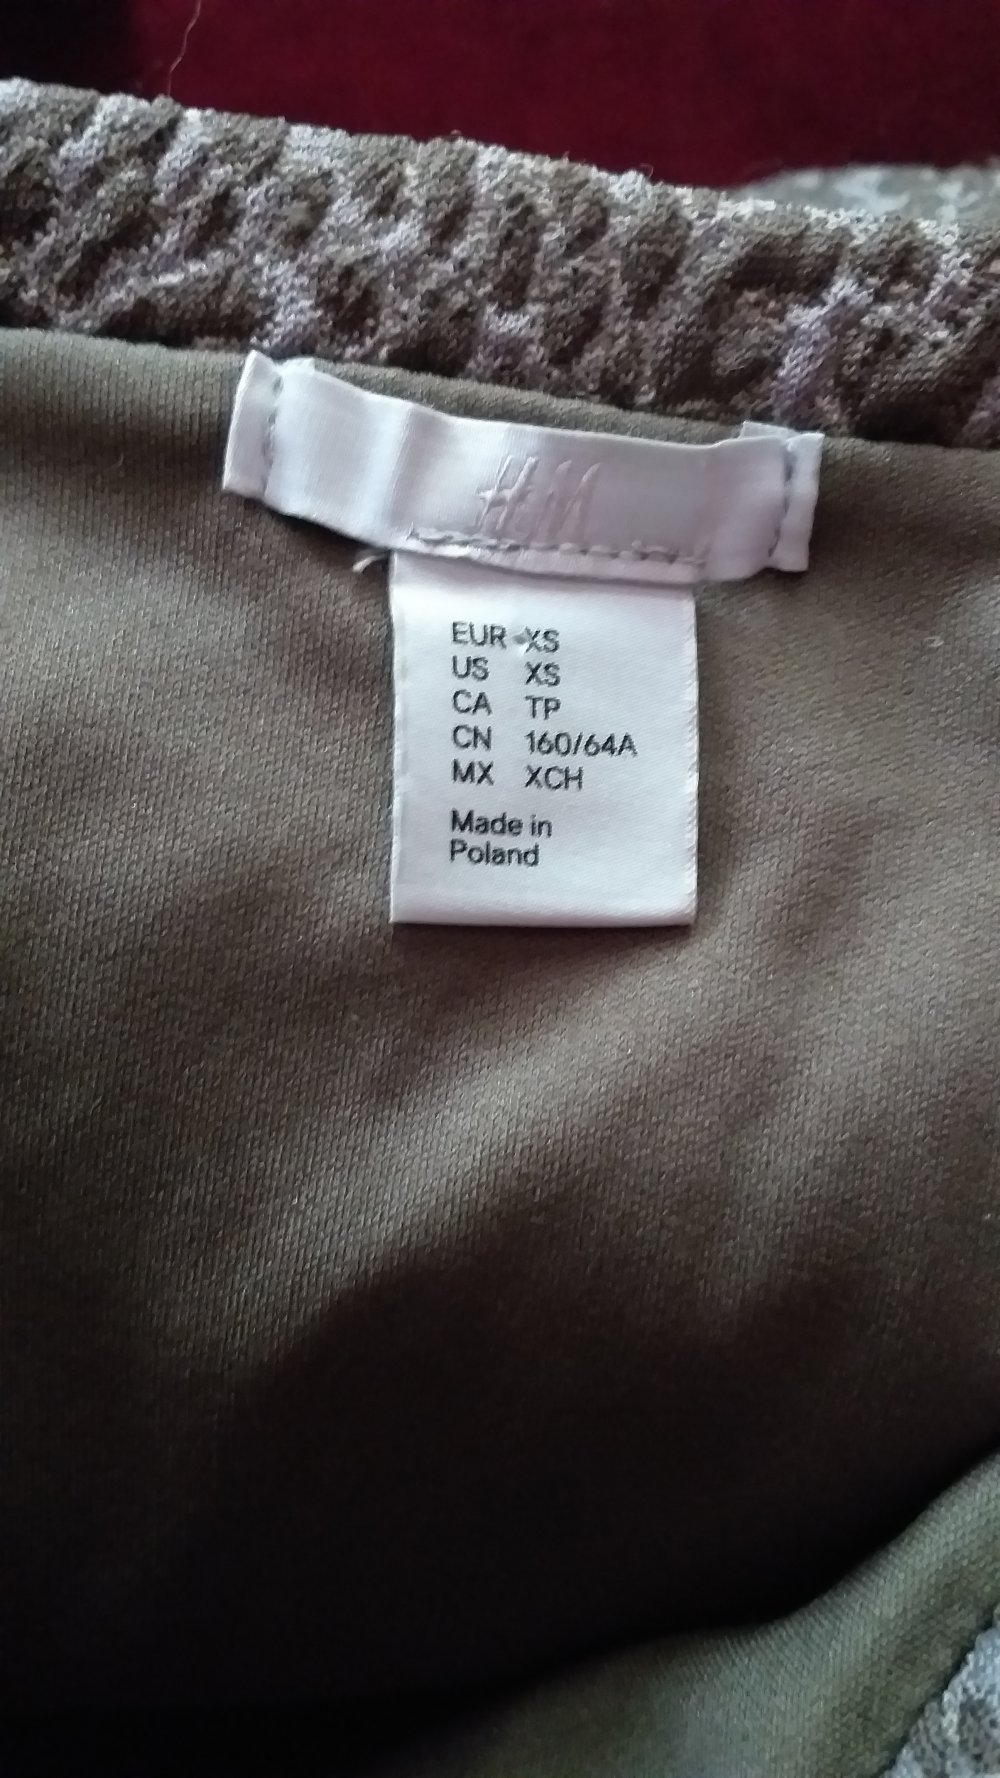 H&M
EUR XS
US XS
CA TP
CN 160/64A
MX XCH
Made in
Poland